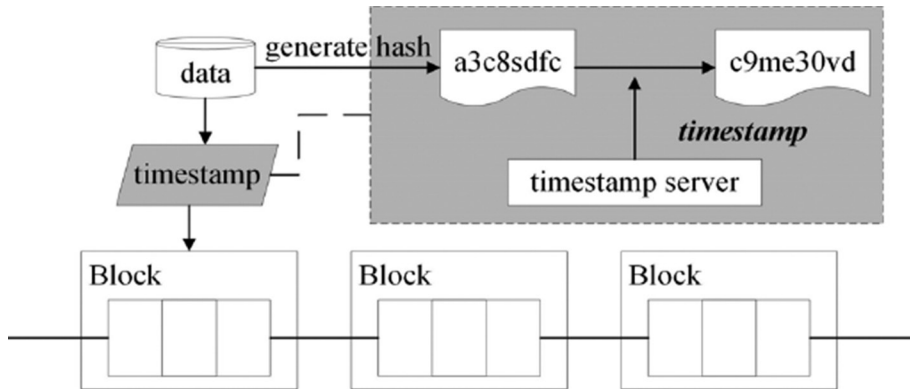 generate hash
data
a3c8sdfc
c9me30vd
timestamp
timestamp
timestamp server
Block
Block
Block